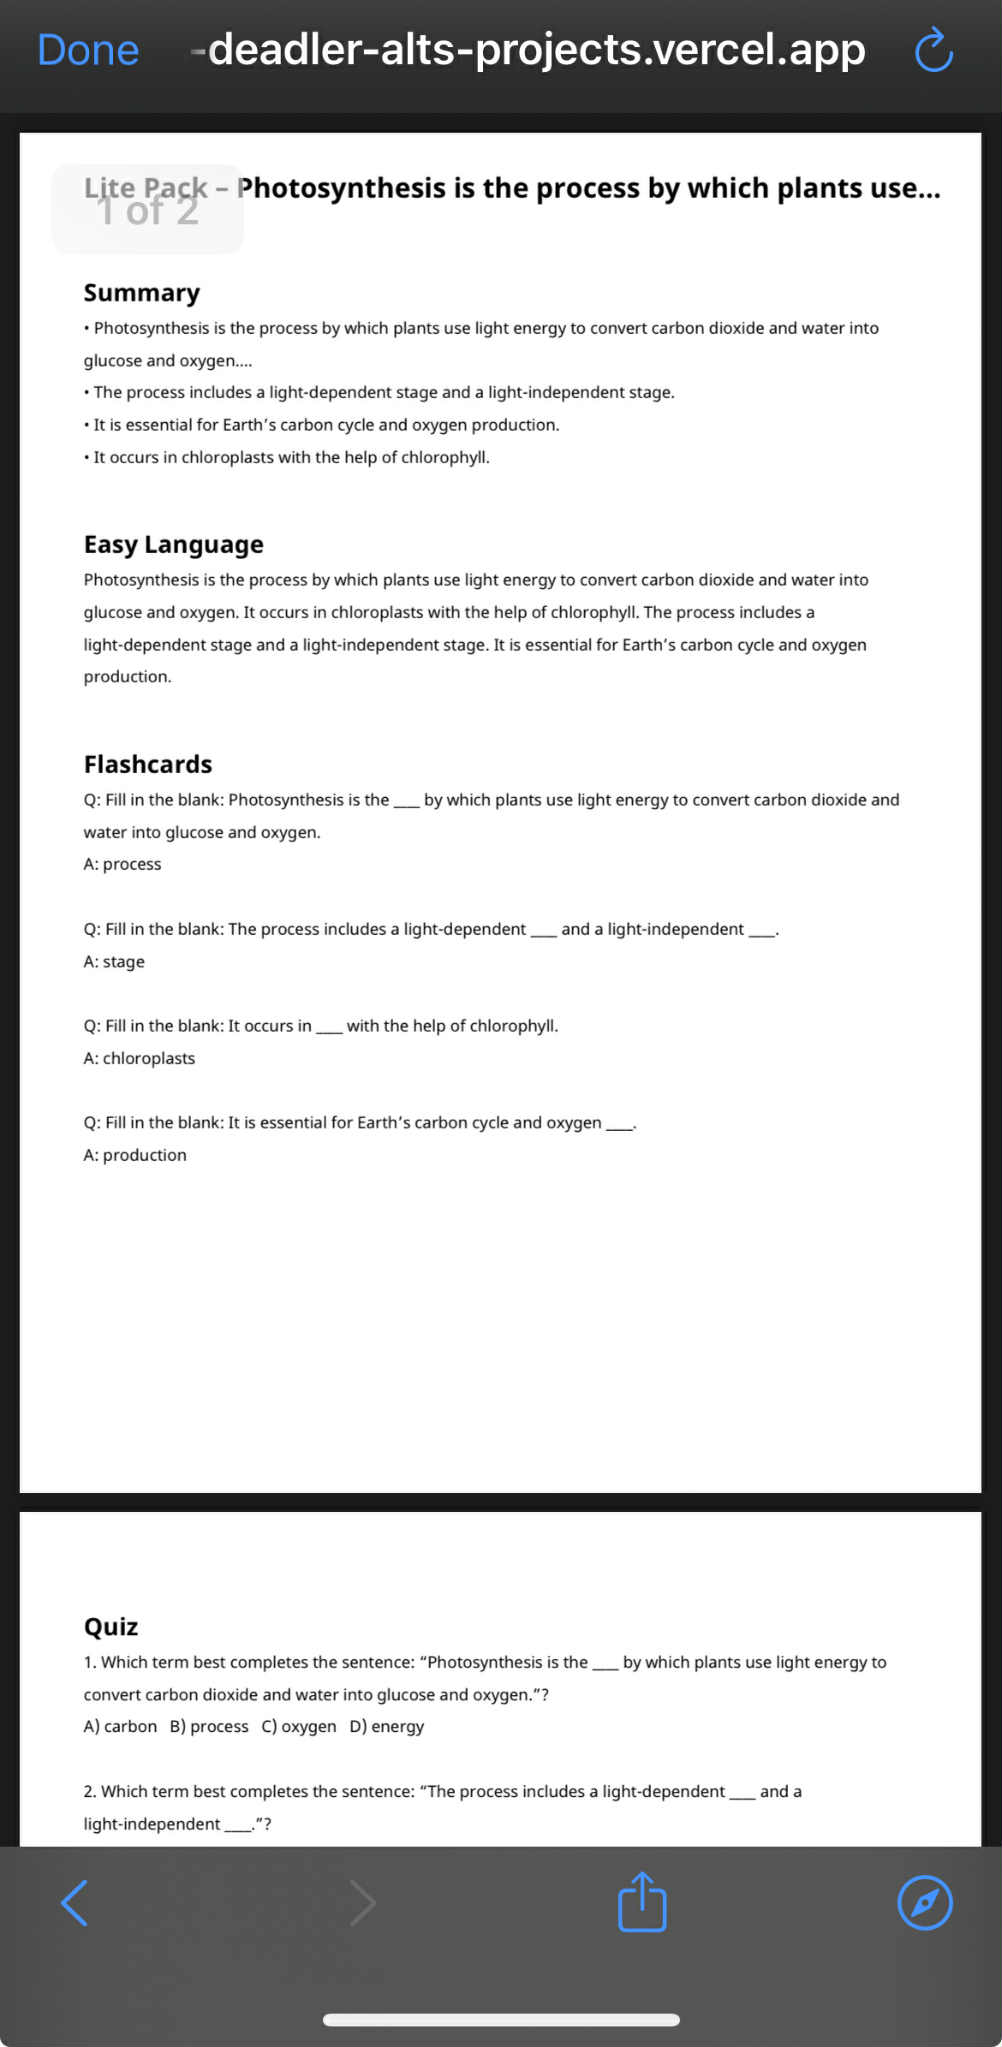 Done -deadler-alts-projects.vercel.app
Lite Pack – Photosynthesis is the process by which plants use...
1 of 2
Summary
• Photosynthesis is the process by which plants use light energy to convert carbon dioxide and water into
glucose and oxygen....
• The process includes a light-dependent stage and a light-independent stage.
• It is essential for Earth’s carbon cycle and oxygen production.
• It occurs in chloroplasts with the help of chlorophyll.
Easy Language
Photosynthesis is the process by which plants use light energy to convert carbon dioxide and water into
glucose and oxygen. It occurs in chloroplasts with the help of chlorophyll. The process includes a
light-dependent stage and a light-independent stage. It is essential for Earth’s carbon cycle and oxygen
production.
Flashcards
Q: Fill in the blank: Photosynthesis is the ___ by which plants use light energy to convert carbon dioxide and
water into glucose and oxygen.
A: process
Q: Fill in the blank: The process includes a light-dependent ___ and a light-independent ___.
A: stage
Q: Fill in the blank: It occurs in ___ with the help of chlorophyll.
A: chloroplasts
Q: Fill in the blank: It is essential for Earth’s carbon cycle and oxygen ___.
A: production
Quiz
1. Which term best completes the sentence: “Photosynthesis is the ___ by which plants use light energy to
convert carbon dioxide and water into glucose and oxygen.”?
A) carbon B) process C) oxygen D) energy
2. Which term best completes the sentence: “The process includes a light-dependent ___ and a
light-independent ___.”?